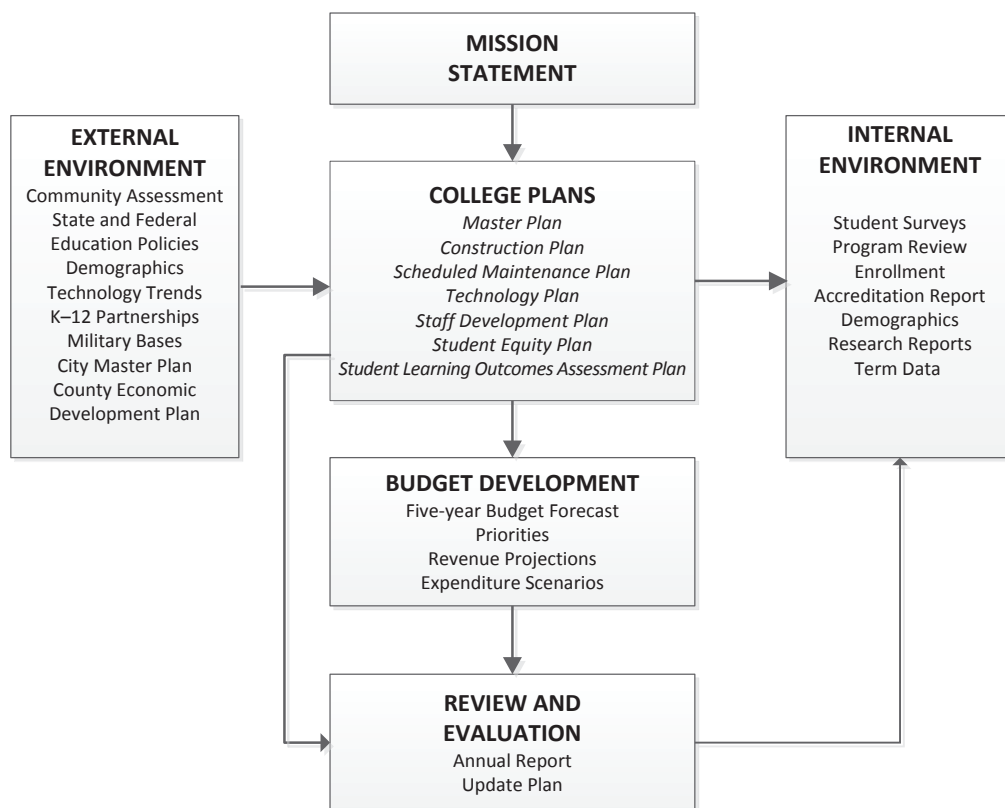 MISSION
STATEMENT
EXTERNAL
ENVIRONMENT
Community Assessment
State and Federal
Education Policies
Demographics
Technology Trends
K–12 Partnerships
Military Bases
City Master Plan
County Economic
Development Plan
COLLEGE PLANS
Master Plan
Construction Plan
Scheduled Maintenance Plan
Technology Plan
Staff Development Plan
Student Equity Plan
Student Learning Outcomes Assessment Plan
INTERNAL
ENVIRONMENT
Student Surveys
Program Review
Enrollment
Accreditation Report
Demographics
Research Reports
Term Data
BUDGET DEVELOPMENT
Five-year Budget Forecast
Priorities
Revenue Projections
Expenditure Scenarios
REVIEW AND
EVALUATION
Annual Report
Update Plan